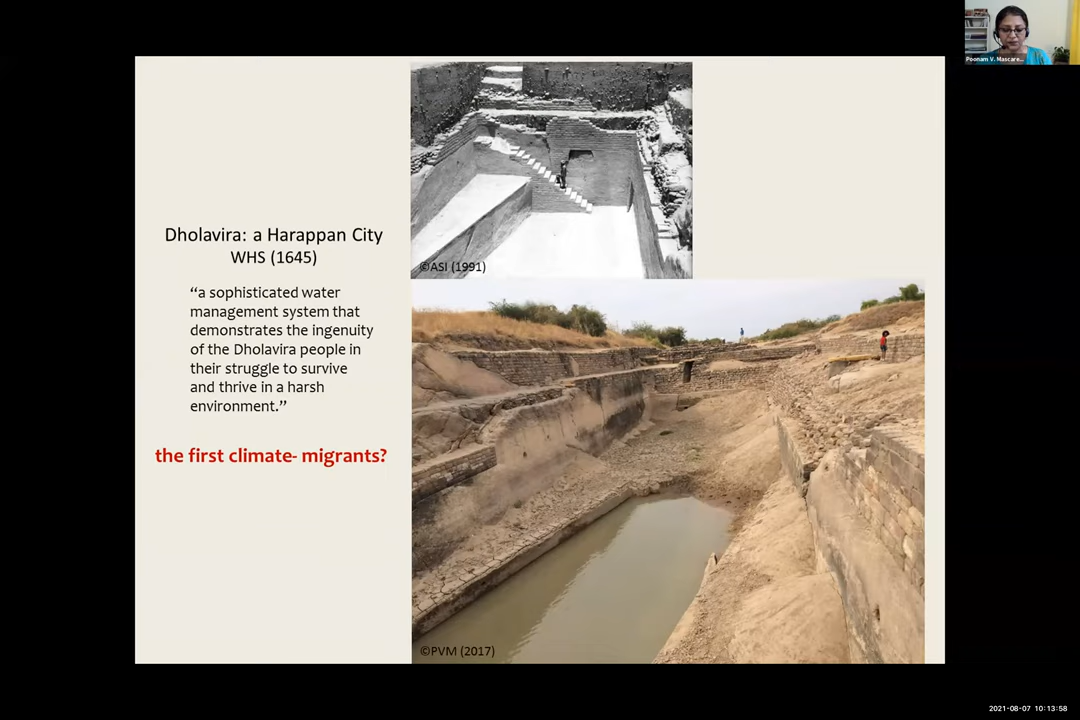 Poonam V. Mascare...
©ASI (1991)
Dholavira: a Harappan City
WHS (1645)
“a sophisticated water
management system that
demonstrates the ingenuity
of the Dholavira people in
their struggle to survive
and thrive in a harsh
environment.”
the first climate- migrants?
©PVM (2017)
2021-08-07 10:13:58